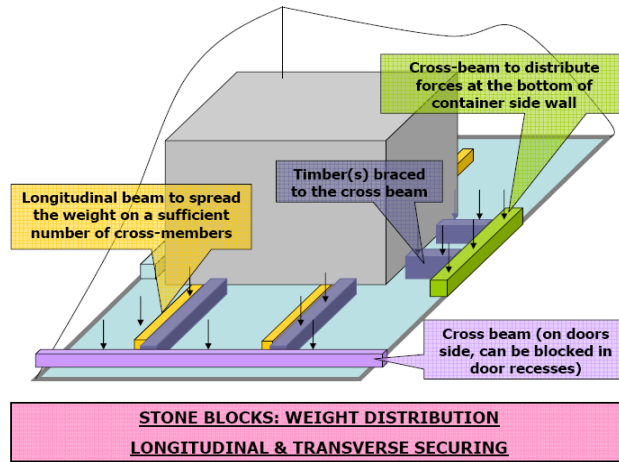 Cross-beam to distribute
forces at the bottom of
container side wall
Timber(s) braced
to the cross beam
Longitudinal beam to spread
the weight on a sufficient
number of cross-members
Cross beam (on doors
side, can be blocked in
door recesses)
STONE BLOCKS: WEIGHT DISTRIBUTION
LONGITUDINAL & TRANSVERSE SECURING